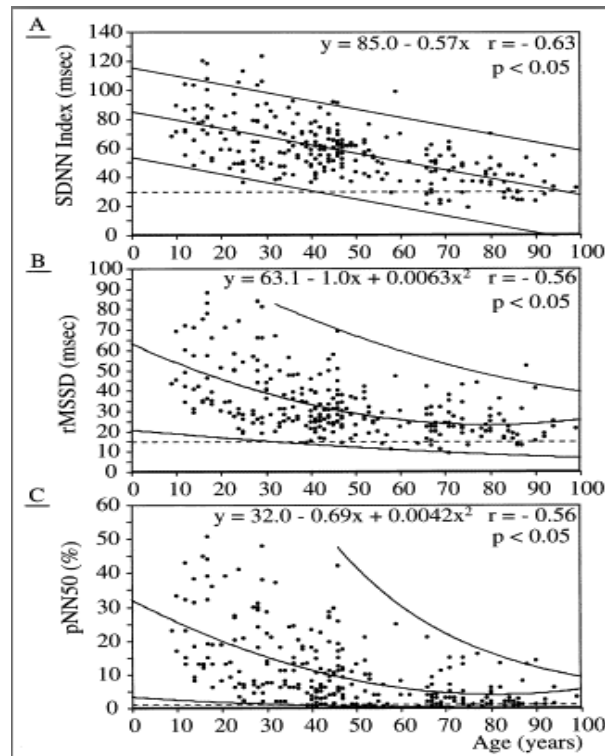 A
y = 85.0 - 0.57x r = - 0.63
p < 0.05
SDNN Index (msec)
140
120
100
80
60
40
20
0
0 10 20 30 40 50 60 70 80 90 100
B
y = 63.1 - 1.0x + 0.0063x² r = - 0.56
p < 0.05
rMSSD (msec)
100
90
80
70
60
50
40
30
20
10
0
0 10 20 30 40 50 60 70 80 90 100
C
y = 32.0 - 0.69x + 0.0042x² r = - 0.56
p < 0.05
pNN50 (%)
60
50
40
30
20
10
0
0 10 20 30 40 50 60 70 80 90 100
Age (years)